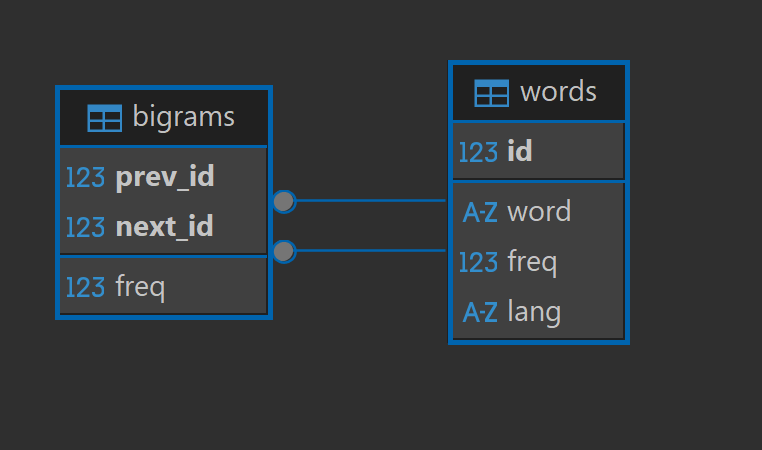 bigrams
123 prev_id
123 next_id
123 freq
words
123 id
A-Z word
123 freq
A-Z lang